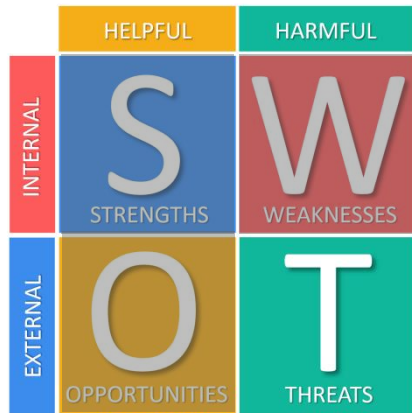 HELPFUL HARMFUL
INTERNAL
S W
STRENGTHS WEAKNESSES
EXTERNAL
O T
OPPORTUNITIES THREATS